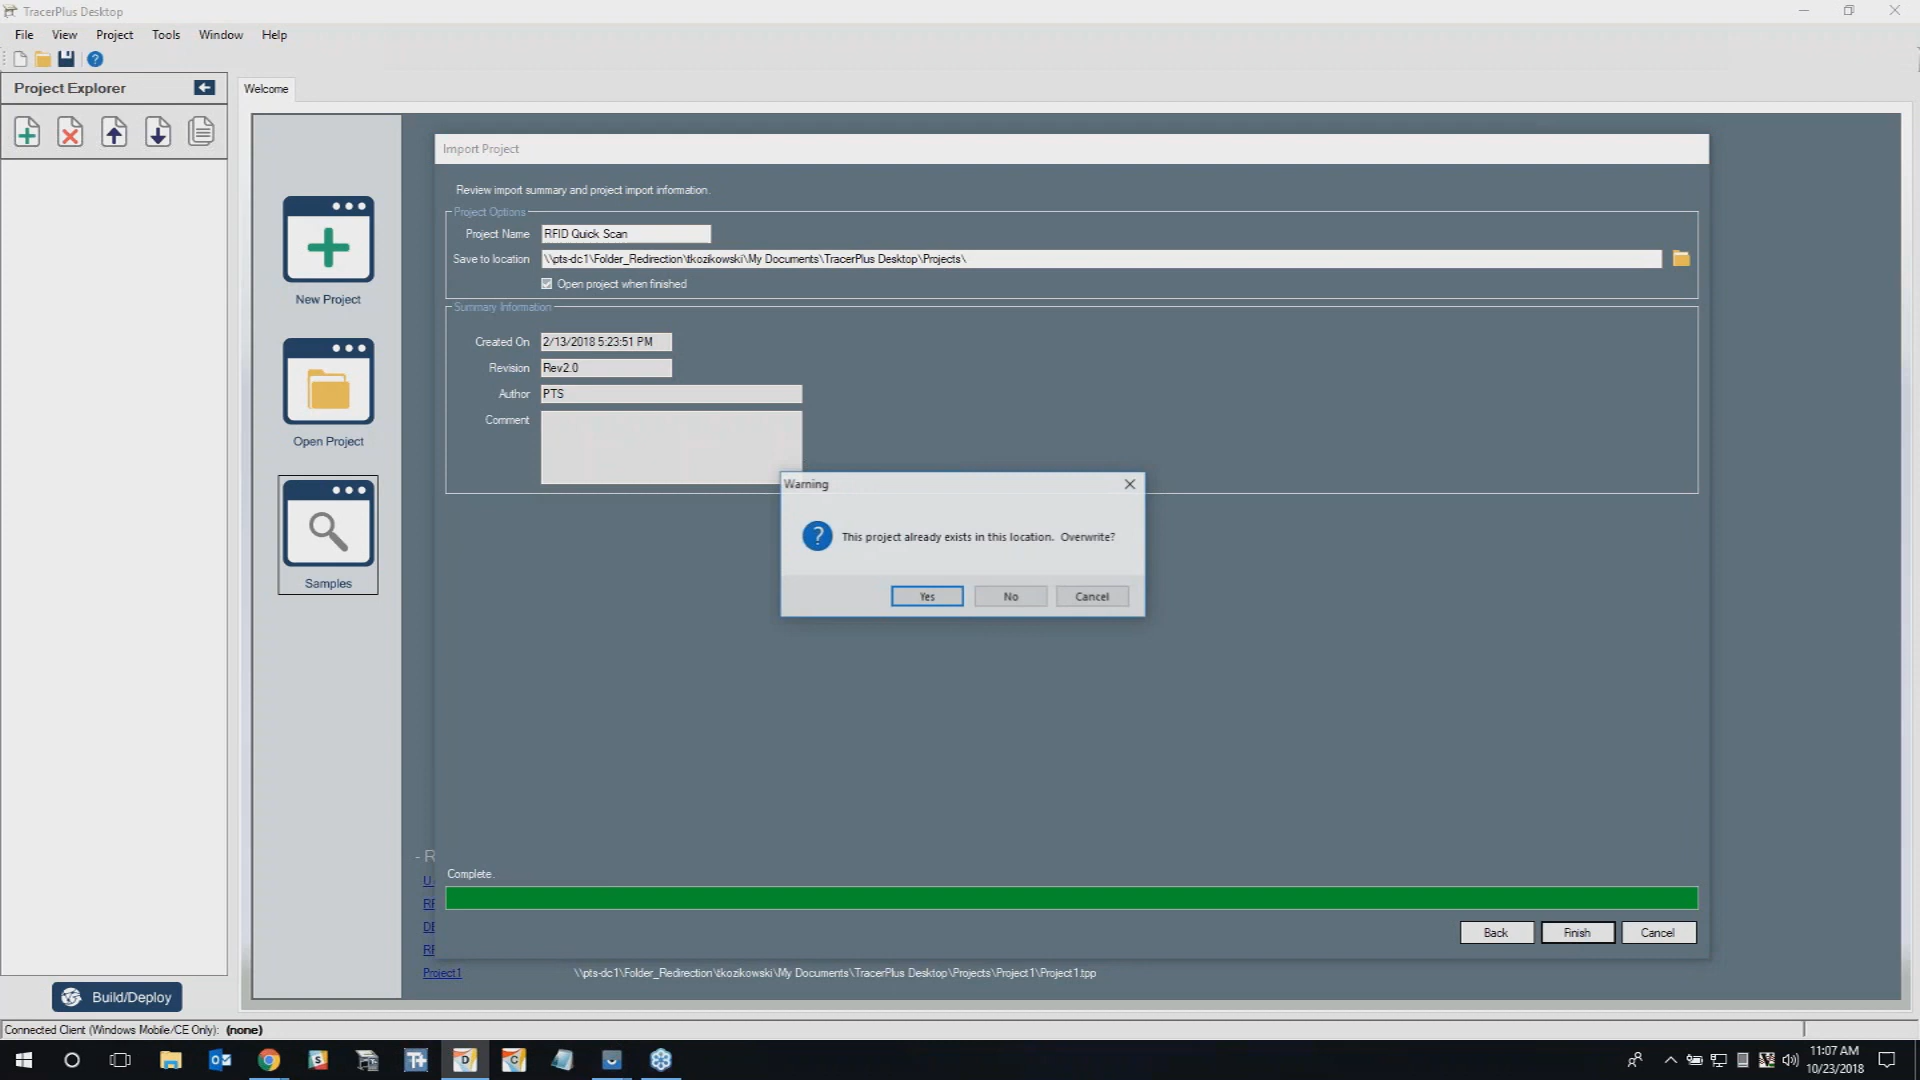 TracerPlus Desktop
File View Project Tools Window Help
Project Explorer
Welcome
New Project
Open Project
Samples
Import Project
Review import summary and project import information.
Project Options
Project Name RFID Quick Scan
Save to location \\pts-dc1\Folder_Redirection\tkozikowski\My Documents\TracerPlus Desktop\Projects\
Open project when finished
Summary Information
Created On 2/13/2018 5:23:51 PM
Revision Rev2.0
Author PTS
Comment
Warning
This project already exists in this location. Overwrite?
Yes No Cancel
- R
U
RF
DE
RF
Complete.
Back Finish Cancel
Project1 \\pts-dc1\Folder_Redirection\tkozikowski\My Documents\TracerPlus Desktop\Projects\Project1\Project1.tpp
Build/Deploy
Connected Client (Windows Mobile/CE Only): (none)
11:07 AM
10/23/2018